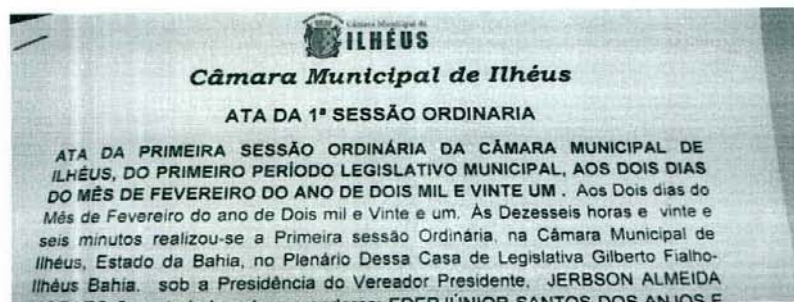 Câmara Municipal de
ILHÉUS
Câmara Municipal de Ilhéus
ATA DA 1ª SESSÃO ORDINARIA
ATA DA PRIMEIRA SESSÃO ORDINÁRIA DA CÂMARA MUNICIPAL DE
ILHÉUS, DO PRIMEIRO PERÍODO LEGISLATIVO MUNICIPAL, AOS DOIS DIAS
DO MÊS DE FEVEREIRO DO ANO DE DOIS MIL E VINTE UM . Aos Dois dias do
Mês de Fevereiro do ano de Dois mil e Vinte e um. Às Dezesseis horas e vinte e
seis minutos realizou-se a Primeira sessão Ordinária, na Câmara Municipal de
Ilhéus, Estado da Bahia, no Plenário Dessa Casa de Legislativa Gilberto Fialho-
Ilhéus Bahia. sob a Presidência do Vereador Presidente, JERBSON ALMEIDA
EDERJÚNIOR SANTOS DOS ANJOS E